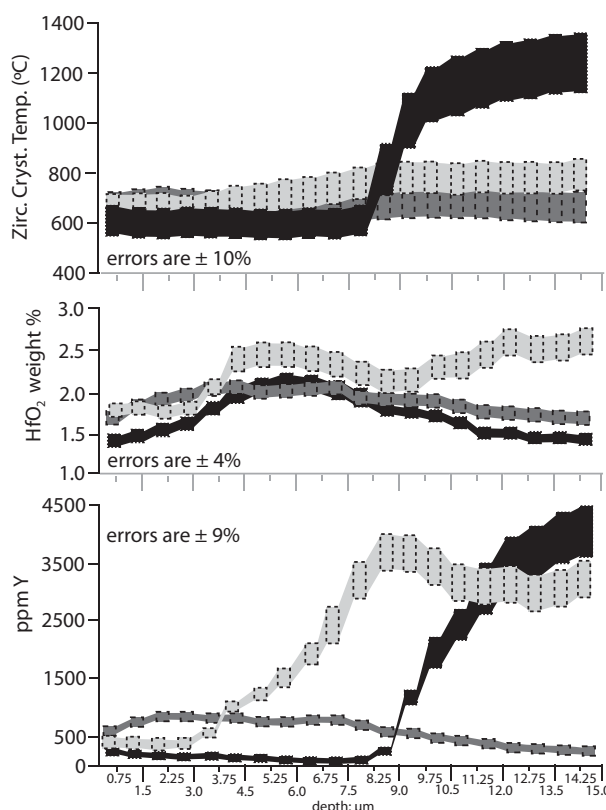 1400
1200
1000
800
600
400
Zirc. Cryst. Temp. (ºC)
errors are ± 10%
3.0
2.5
2.0
1.5
1.0
HfO₂ weight %
errors are ± 4%
4500
3500
2500
1500
500
0
ppm Y
errors are ± 9%
0.75 2.25 3.75 5.25 6.75 8.25 9.75 11.25 12.75 14.25
1.5 3.0 4.5 6.0 7.5 9.0 10.5 12.0 13.5 15.0
depth: um